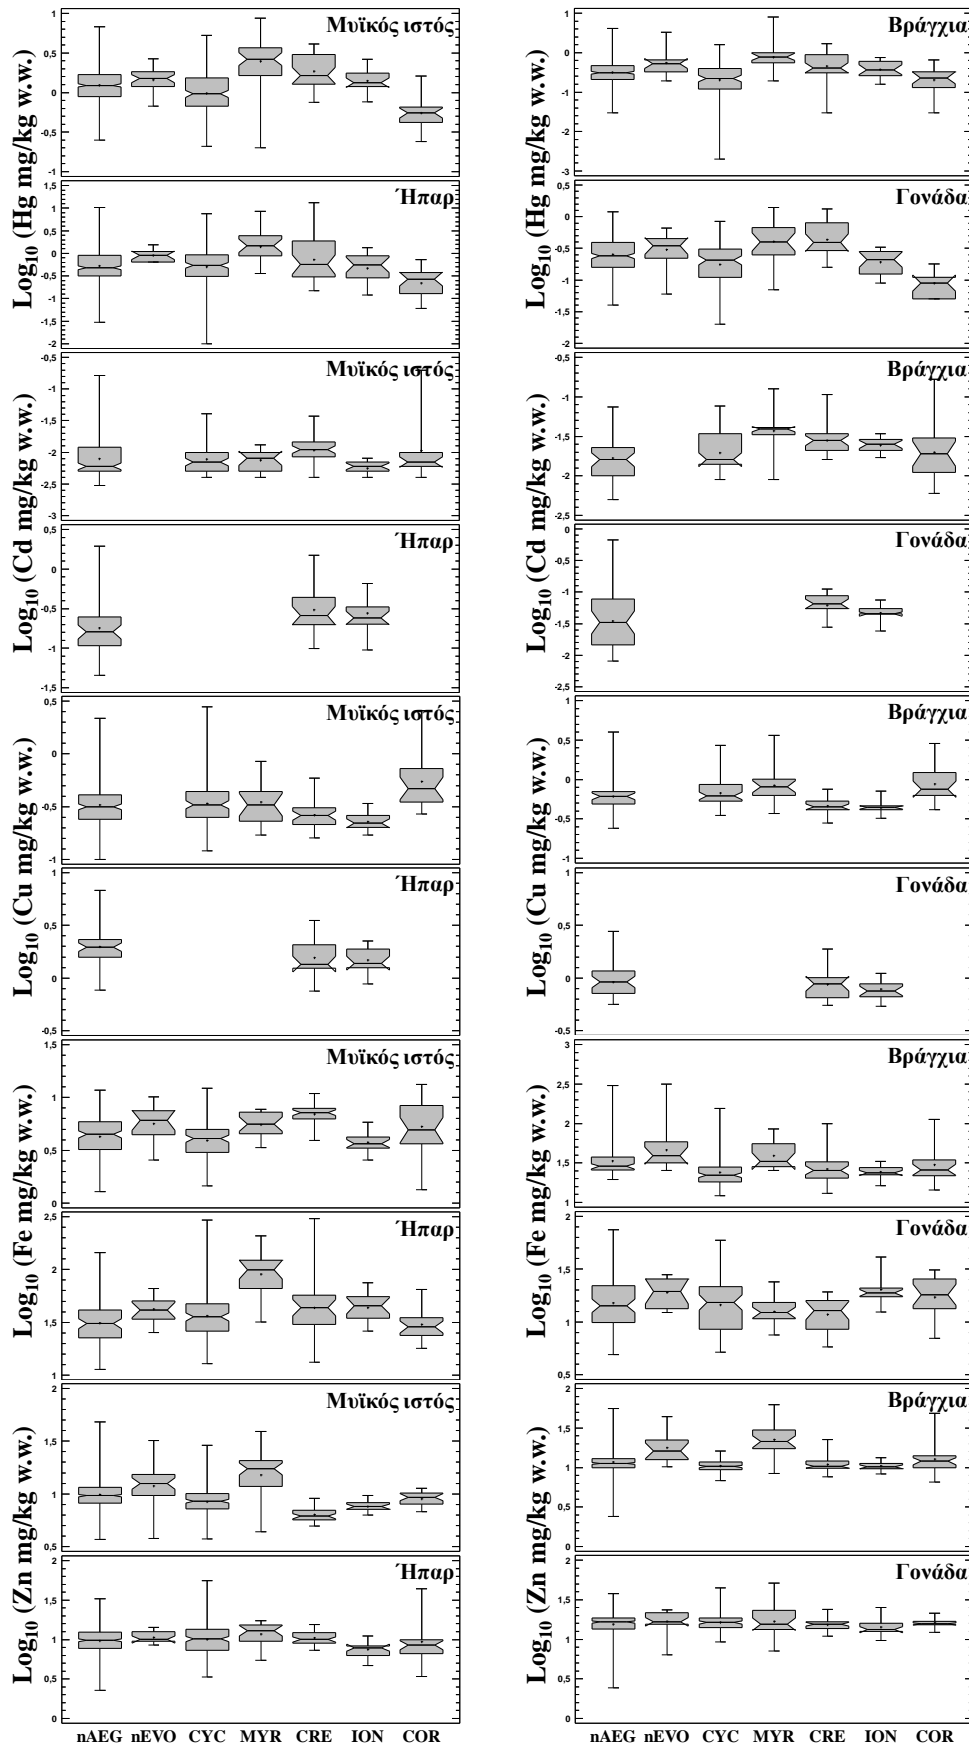 Μυϊκός ιστός
Βράγχια
Log10 (Hg mg/kg w.w.)
Log10 (Hg mg/kg w.w.)
Ήπαρ
Γονάδα
Μυϊκός ιστός
Βράγχια
Log10 (Cd mg/kg w.w.)
Log10 (Cd mg/kg w.w.)
Ήπαρ
Γονάδα
Μυϊκός ιστός
Βράγχια
Log10 (Cu mg/kg w.w.)
Log10 (Cu mg/kg w.w.)
Ήπαρ
Γονάδα
Μυϊκός ιστός
Βράγχια
Log10 (Fe mg/kg w.w.)
Log10 (Fe mg/kg w.w.)
Ήπαρ
Γονάδα
Μυϊκός ιστός
Βράγχια
Log10 (Zn mg/kg w.w.)
Log10 (Zn mg/kg w.w.)
Ήπαρ
Γονάδα
nAEG nEVO CYC MYR CRE ION COR
nAEG nEVO CYC MYR CRE ION COR